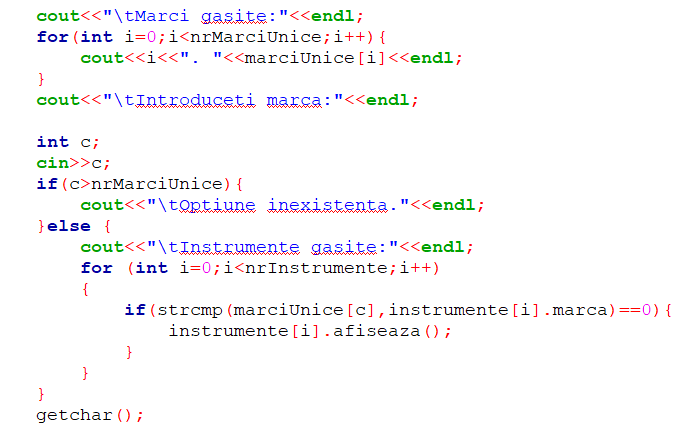 cout<<"\tMarci gasite:"<<endl;
for(int i=0;i<nrMarciUnice;i++){
cout<<i<<". "<<marciUnice[i]<<endl;
}
cout<<"\tIntroduceti marca:"<<endl;
int c;
cin>>c;
if(c>nrMarciUnice){
cout<<"\tOptiune inexistenta."<<endl;
}else {
cout<<"\tInstrumente gasite:"<<endl;
for (int i=0;i<nrInstrumente;i++)
{
if(strcmp(marciUnice[c],instrumente[i].marca)==0){
instrumente[i].afiseaza();
}
}
}
getchar();